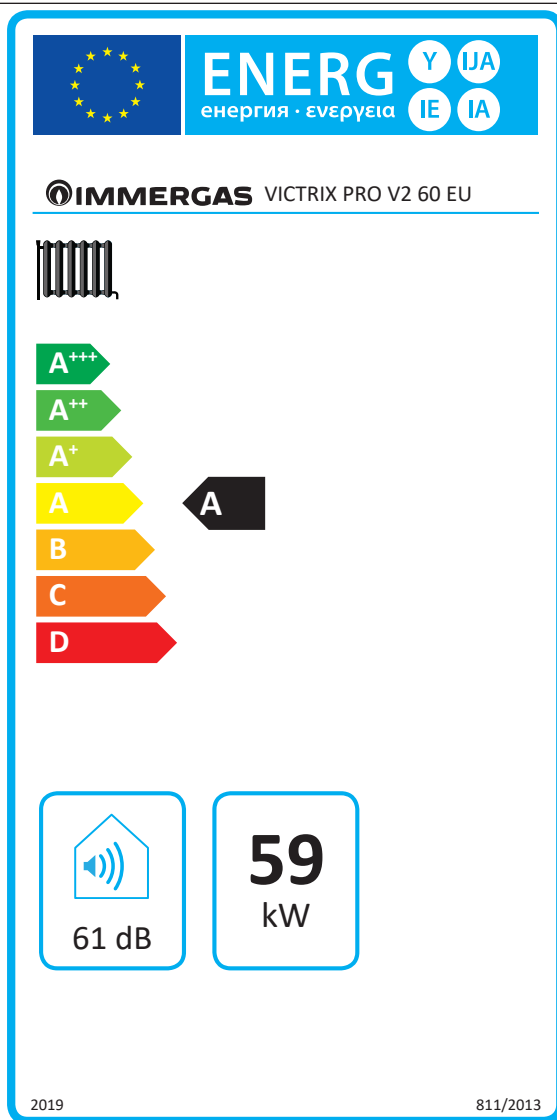 ENERG
енергия · ενεργεια
Y IJA
IE IA
IMMERGAS VICTRIX PRO V2 60 EU
A+++
A++
A+
A
A
B
C
D
61 dB
59
kW
2019
811/2013